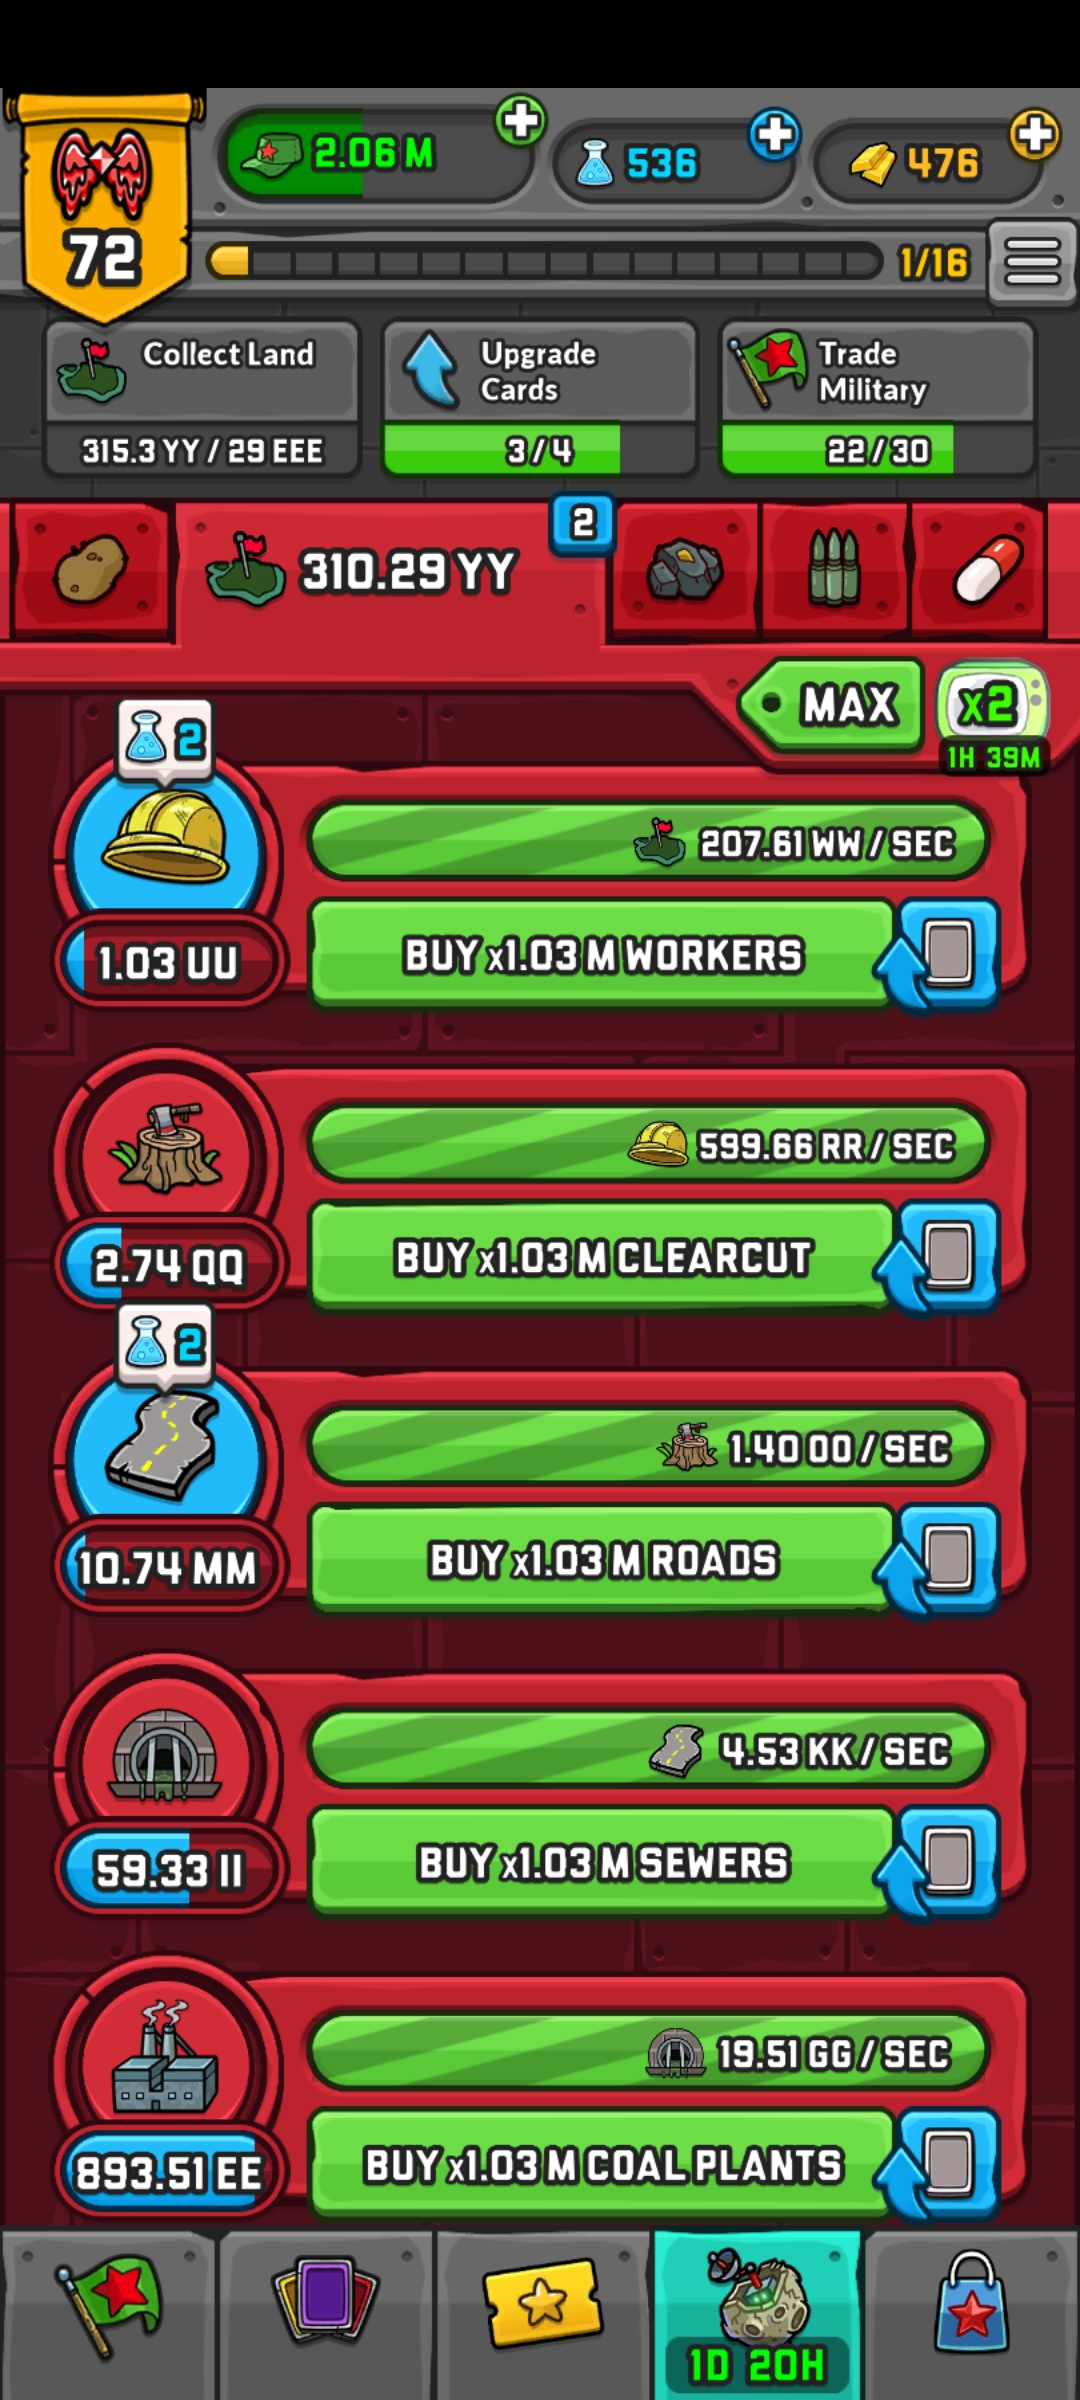 2.06 M
536
476
72
1/16
Collect Land
315.3 YY / 29 EEE
Upgrade
Cards
3/4
Trade
Military
22/30
310.29 YY
2
MAX
x2
1H 39M
2
207.61 WW / SEC
1.03 UU
BUY x1.03 M WORKERS
599.66 RR / SEC
2.74 QQ
BUY x1.03 M CLEARCUT
2
1.40 OO / SEC
10.74 MM
BUY x1.03 M ROADS
4.53 KK / SEC
59.33 II
BUY x1.03 M SEWERS
19.51 GG / SEC
893.51 EE
BUY x1.03 M COAL PLANTS
1D 20H